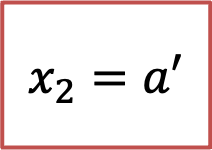 x₂ = a′